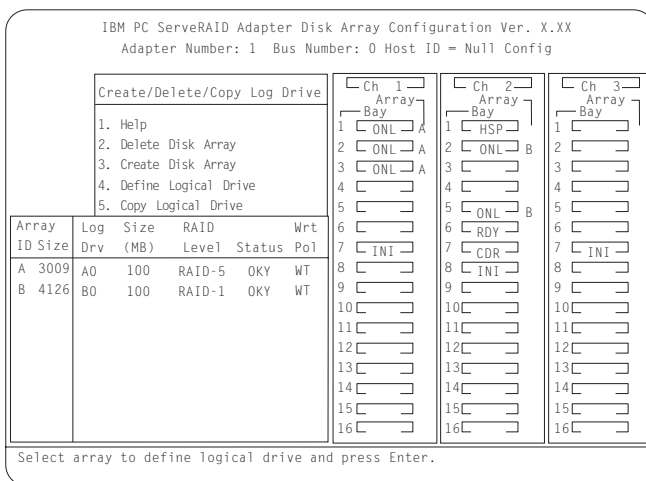 IBM PC ServeRAID Adapter Disk Array Configuration Ver. X.XX
Adapter Number: 1 Bus Number: 0 Host ID = Null Config
Create/Delete/Copy Log Drive
1. Help
2. Delete Disk Array
3. Create Disk Array
4. Define Logical Drive
5. Copy Logical Drive
Array Log Size RAID Wrt
ID Size Drv (MB) Level Status Pol
A 3009 A0 100 RAID-5 OKY WT
B 4126 B0 100 RAID-1 OKY WT
Ch 1
Array
Bay
1 ONL A
2 ONL A
3 ONL A
4
5
6
7 INI
8
9
10
11
12
13
14
15
16
Ch 2
Array
Bay
1 HSP
2 ONL B
3
4
5 ONL B
6 RDY
7 CDR
8 INI
9
10
11
12
13
14
15
16
Ch 3
Array
Bay
1
2
3
4
5
6
7 INI
8
9
10
11
12
13
14
15
16
Select array to define logical drive and press Enter.